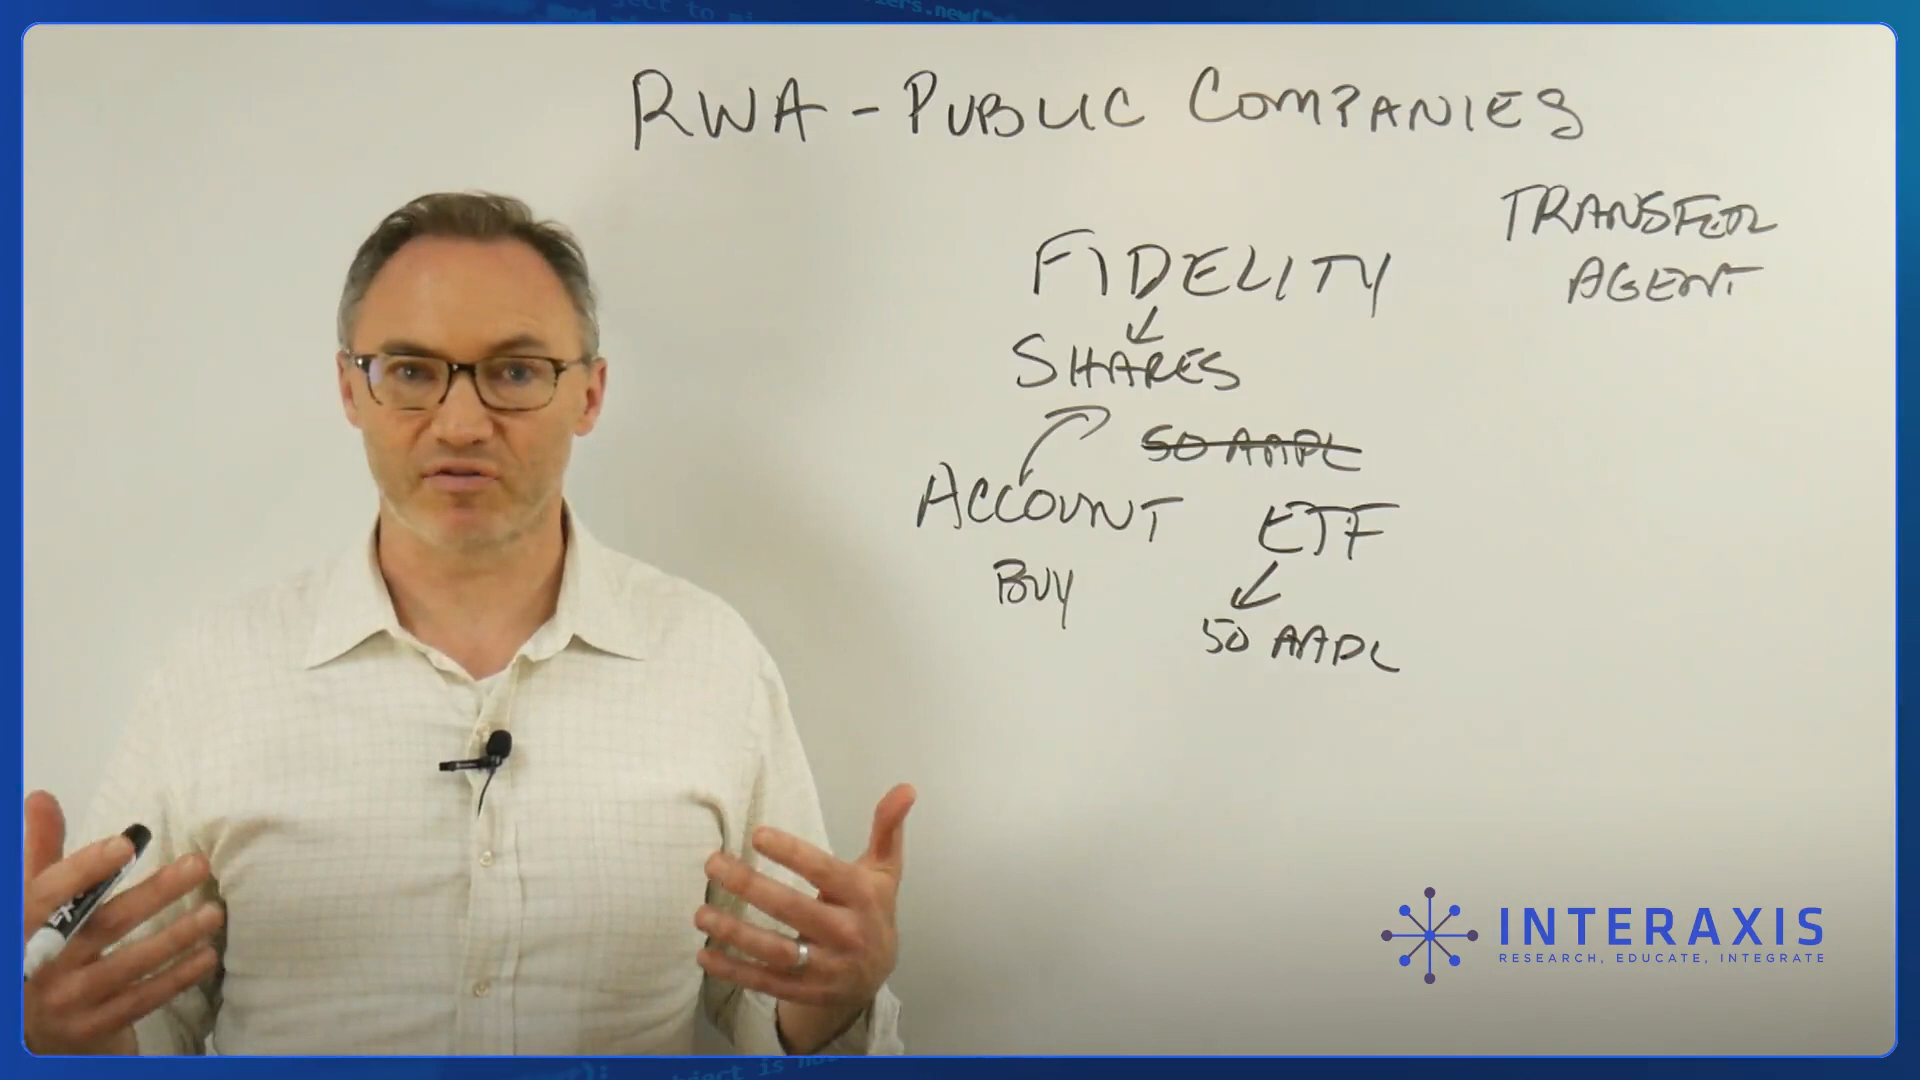 RWA - PUBLIC COMPANIES
TRANSFER
AGENT
FIDELITY
SHARES
50 AAPL
ACCOUNT
ETF
BUY
50 AAPL
INTERAXIS
RESEARCH, EDUCATE, INTEGRATE